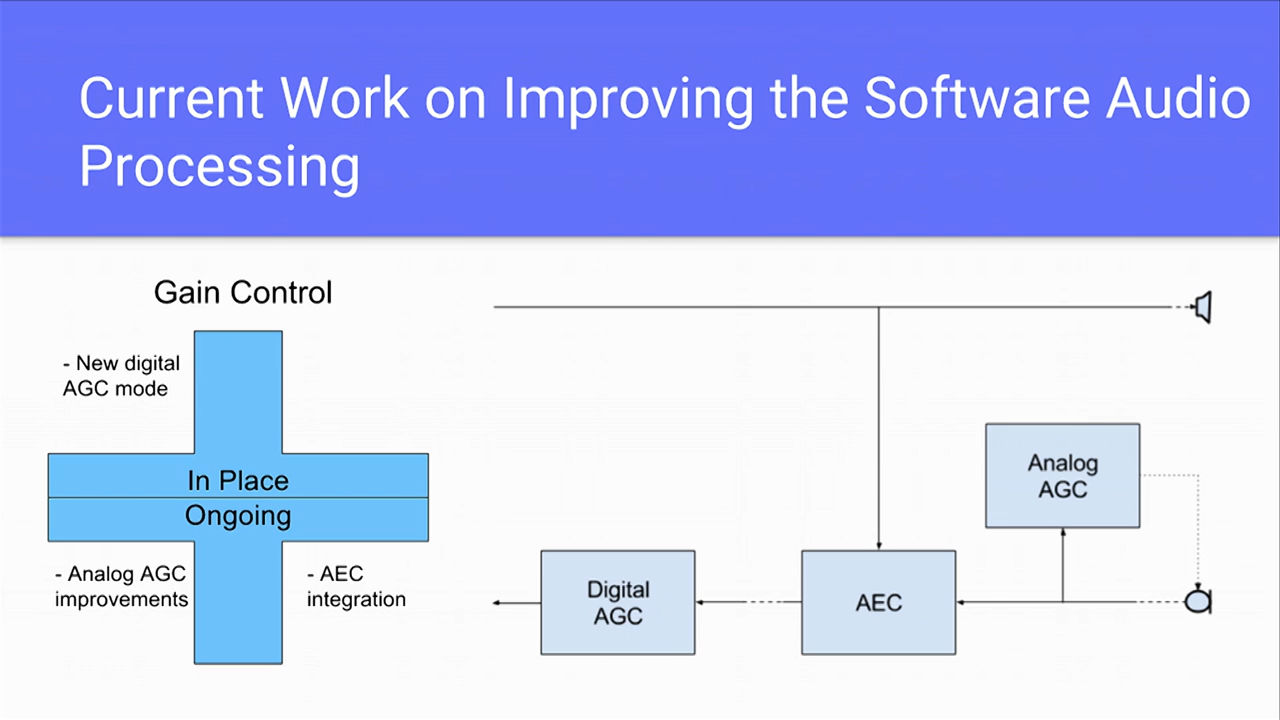 Current Work on Improving the Software Audio
Processing
Gain Control
- New digital
AGC mode
In Place
Ongoing
- Analog AGC
improvements
- AEC
integration
Analog
AGC
Digital
AGC
AEC